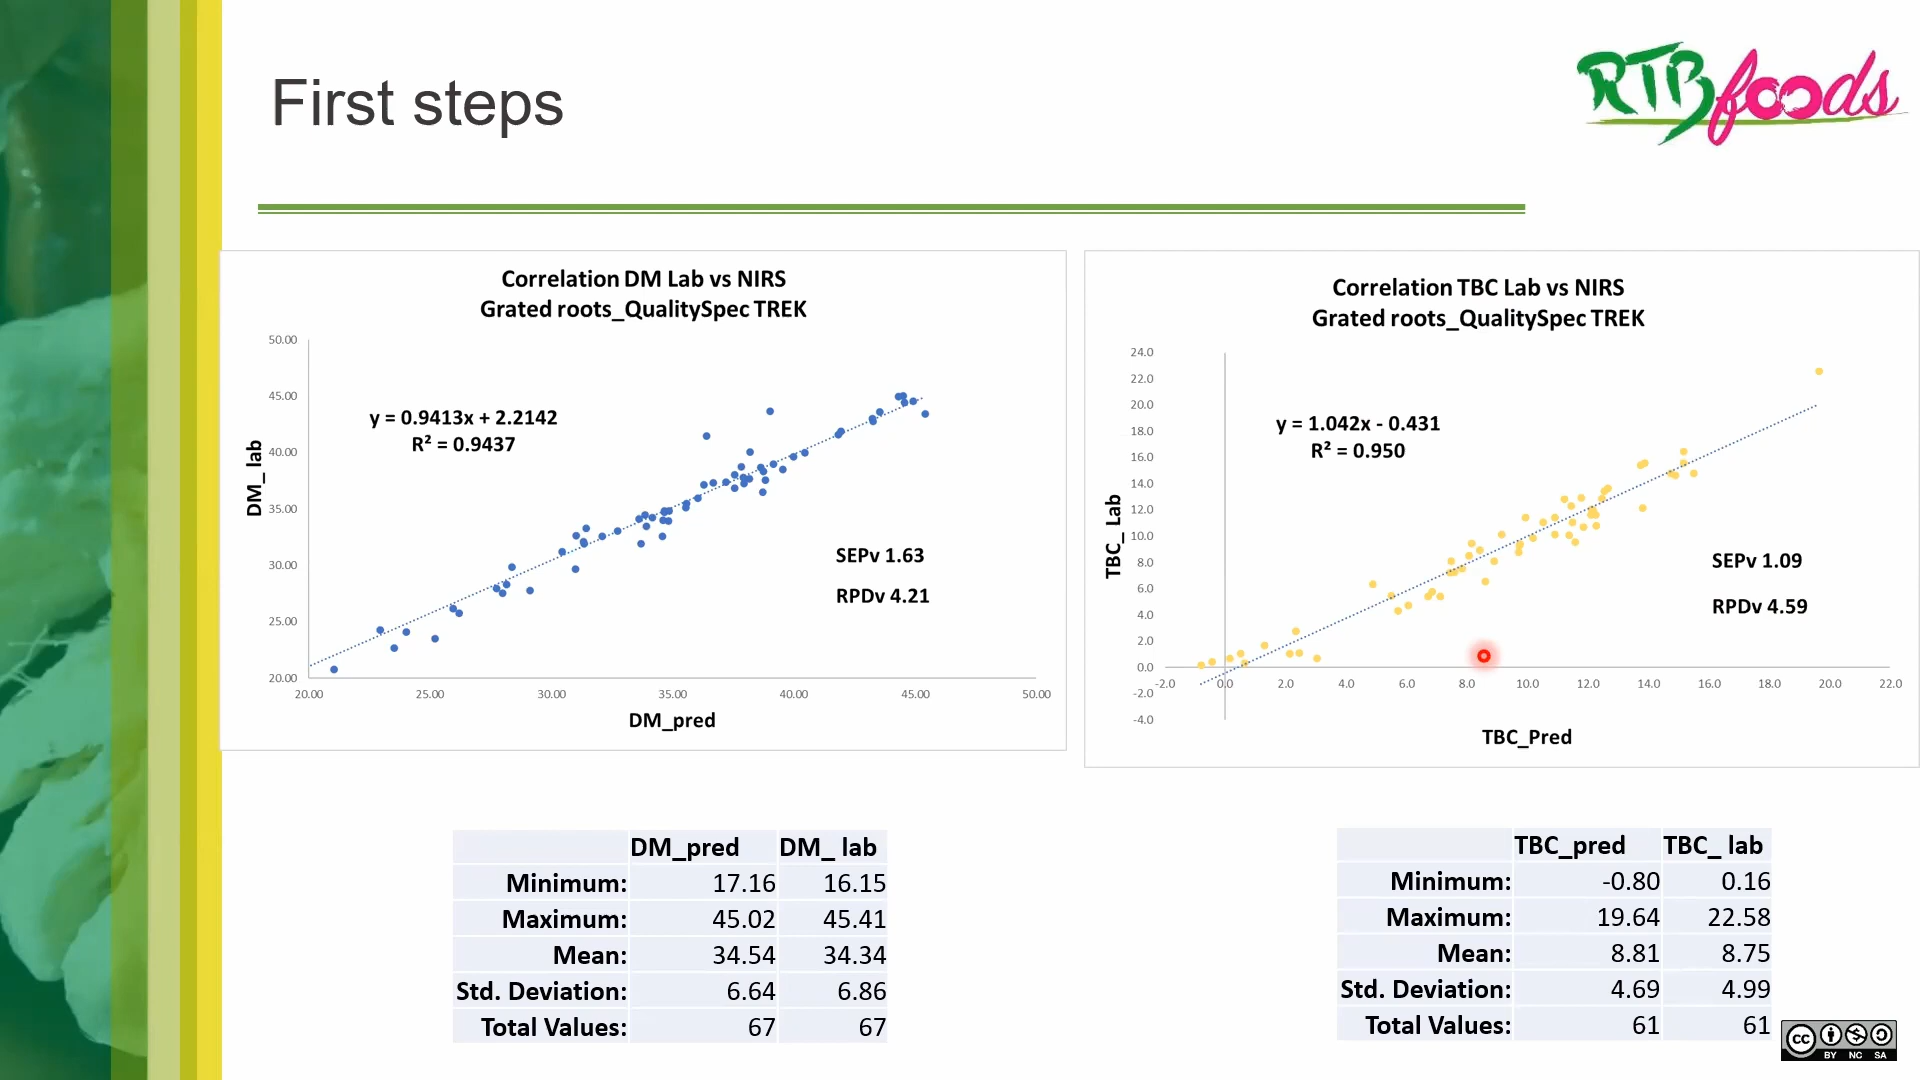 First steps
RTBfoods
Correlation DM Lab vs NIRS
Grated roots_QualitySpec TREK
50.00
45.00
40.00
35.00
30.00
25.00
20.00
DM_ lab
y = 0.9413x + 2.2142
R² = 0.9437
SEPv 1.63
RPDv 4.21
20.00 25.00 30.00 35.00 40.00 45.00 50.00
DM_pred
Correlation TBC Lab vs NIRS
Grated roots_QualitySpec TREK
24.0
22.0
20.0
18.0
16.0
14.0
12.0
10.0
8.0
6.0
4.0
2.0
0.0
-2.0
-4.0
TBC_ Lab
y = 1.042x - 0.431
R² = 0.950
SEPv 1.09
RPDv 4.59
-2.0 0.0 2.0 4.0 6.0 8.0 10.0 12.0 14.0 16.0 18.0 20.0 22.0
TBC_Pred
DM_pred DM_ lab
Minimum: 17.16 16.15
Maximum: 45.02 45.41
Mean: 34.54 34.34
Std. Deviation: 6.64 6.86
Total Values: 67 67
TBC_pred TBC_ lab
Minimum: -0.80 0.16
Maximum: 19.64 22.58
Mean: 8.81 8.75
Std. Deviation: 4.69 4.99
Total Values: 61 61
cc
BY NC SA